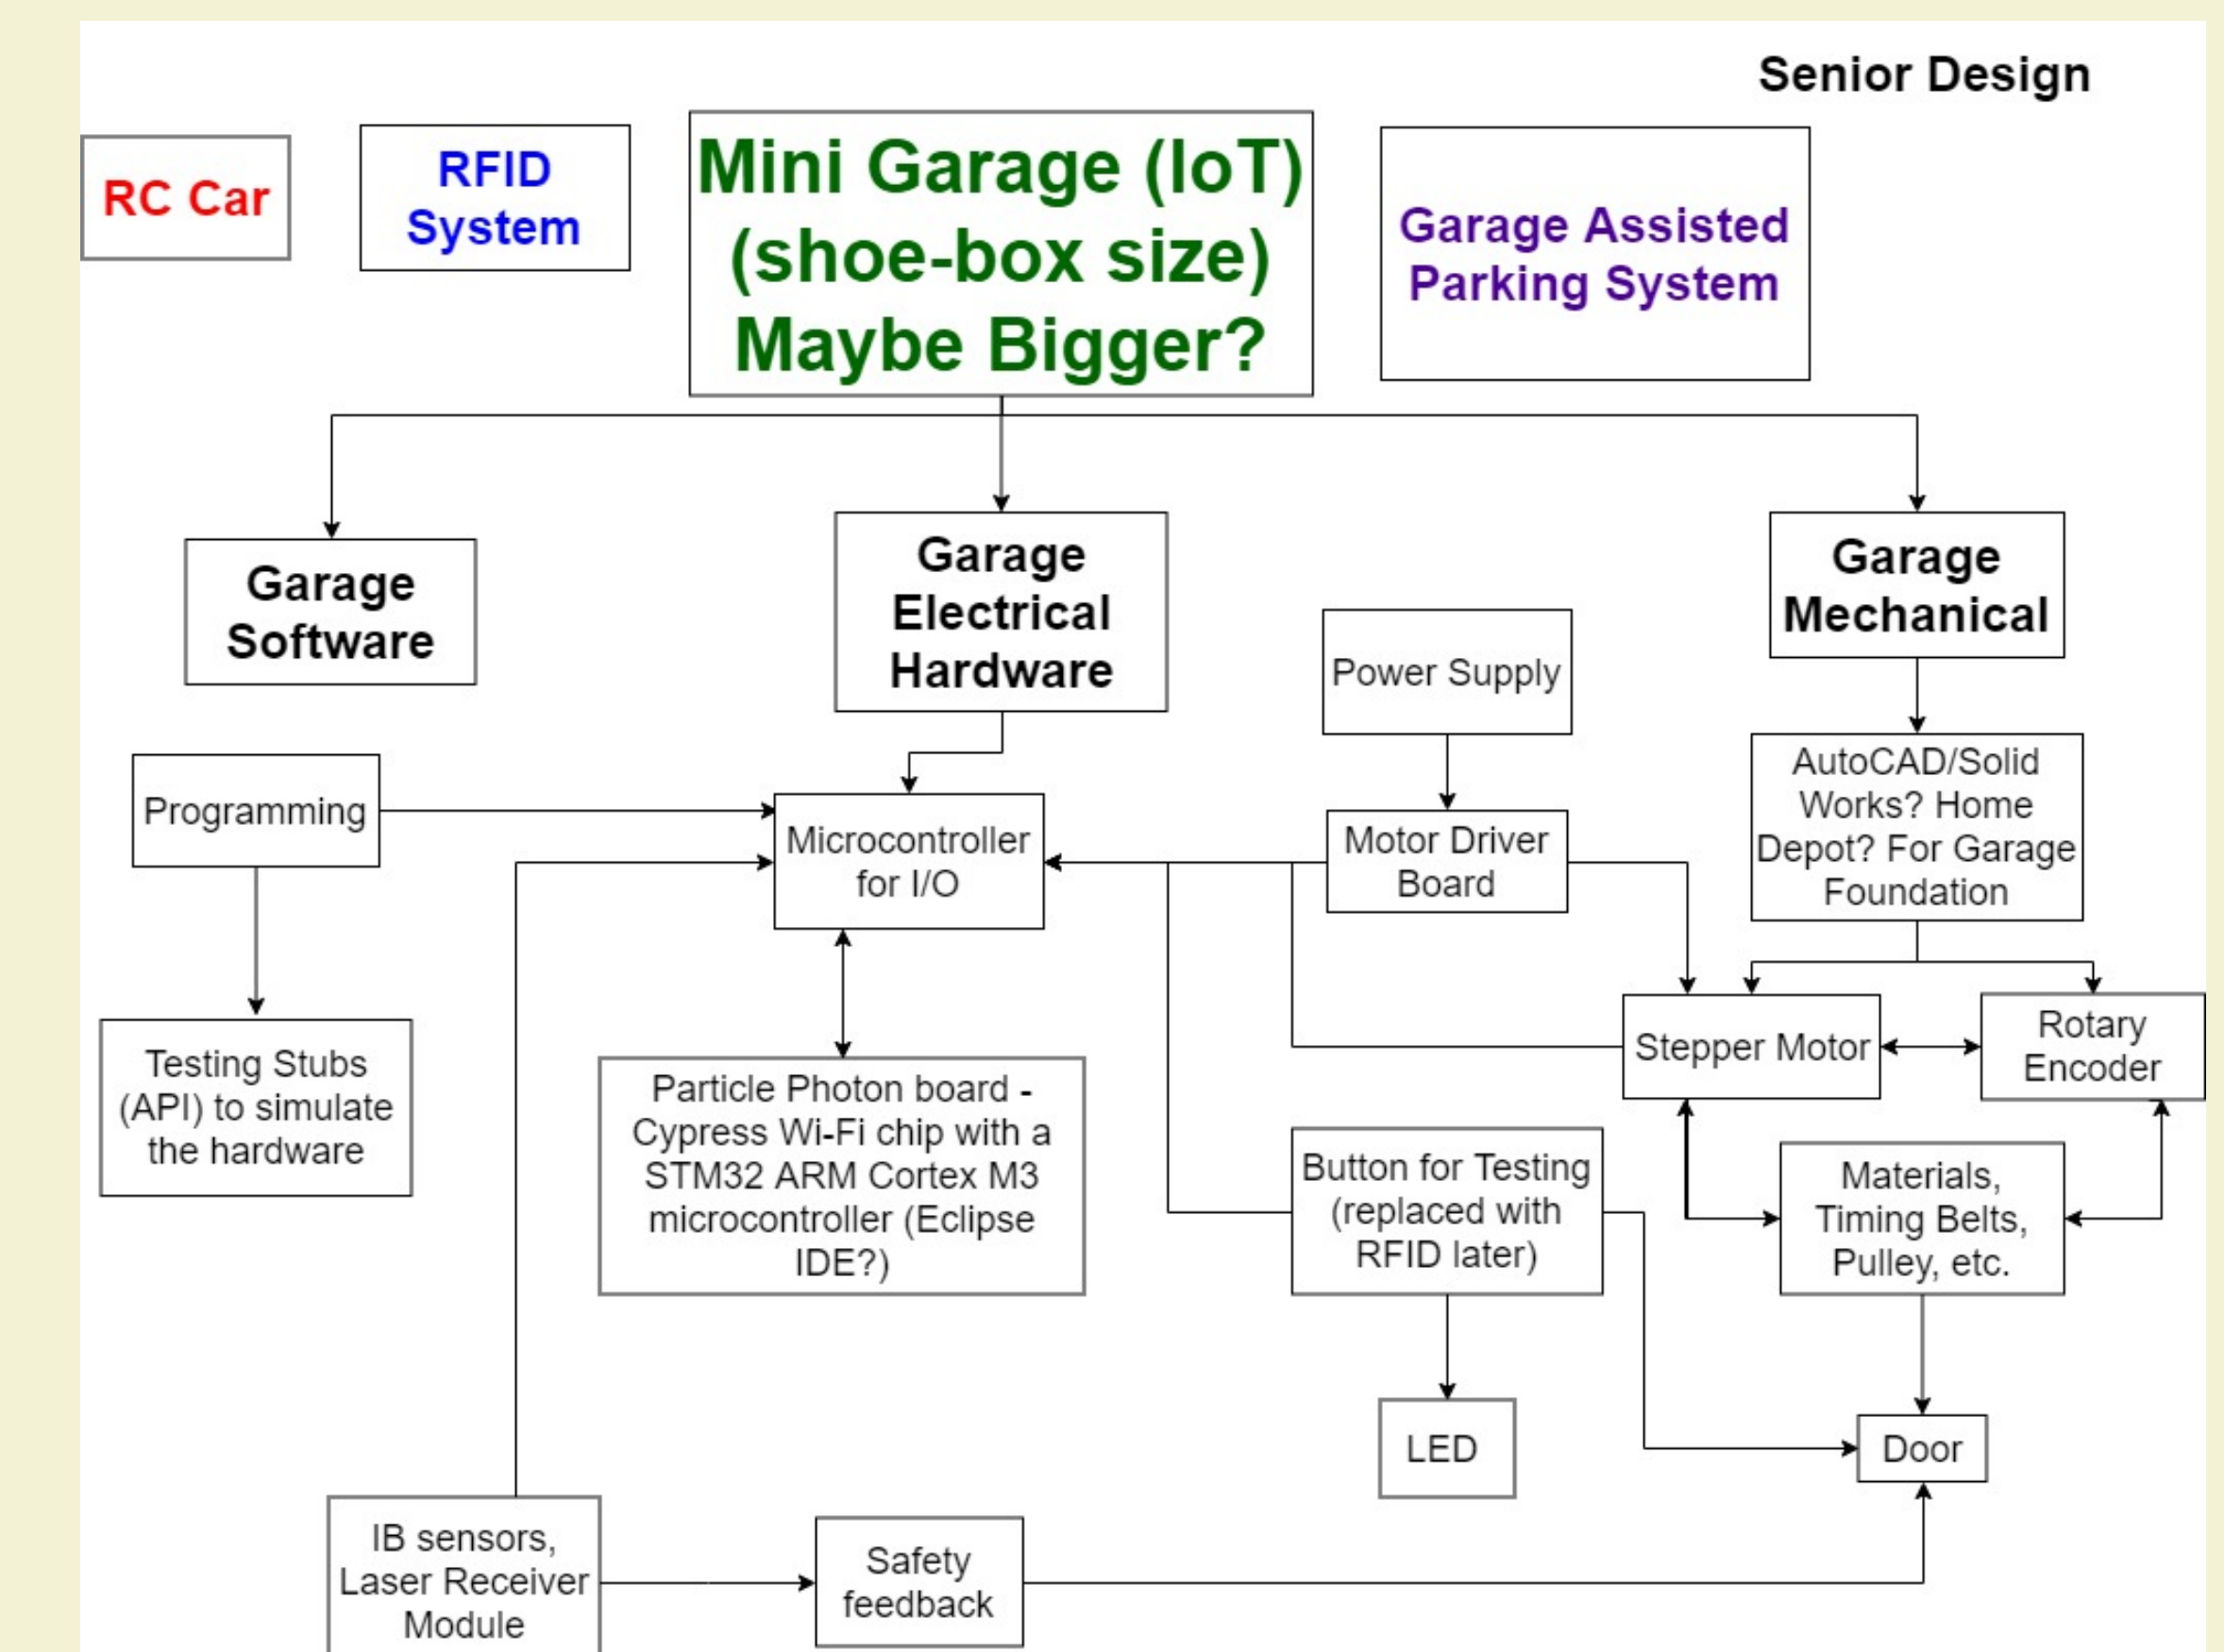 Senior Design
RC Car
RFID
System
Mini Garage (IoT)
(shoe-box size)
Maybe Bigger?
Garage Assisted
Parking System
Garage
Software
Garage
Electrical
Hardware
Garage
Mechanical
Power Supply
Programming
Microcontroller
for I/O
Motor Driver
Board
AutoCAD/Solid
Works? Home
Depot? For Garage
Foundation
Testing Stubs
(API) to simulate
the hardware
Particle Photon board -
Cypress Wi-Fi chip with a
STM32 ARM Cortex M3
microcontroller (Eclipse
IDE?)
Stepper Motor
Rotary
Encoder
Button for Testing
(replaced with
RFID later)
Materials,
Timing Belts,
Pulley, etc.
LED
Door
IB sensors,
Laser Receiver
Module
Safety
feedback